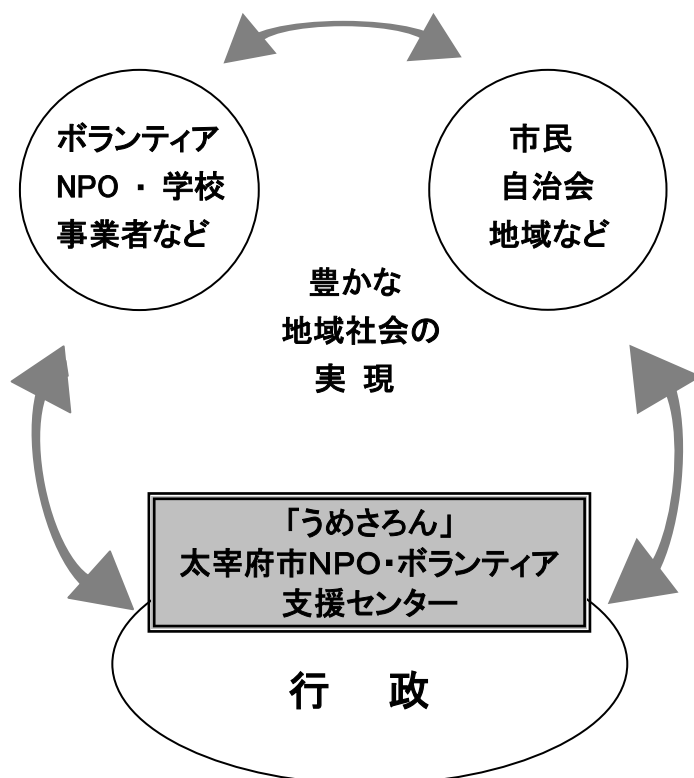 ボランティア
NPO ・ 学校
事業者など
市民
自治会
地域など
豊かな
地域社会の
実 現
「うめさろん」
太宰府市NPO・ボランティア
支援センター
行 政